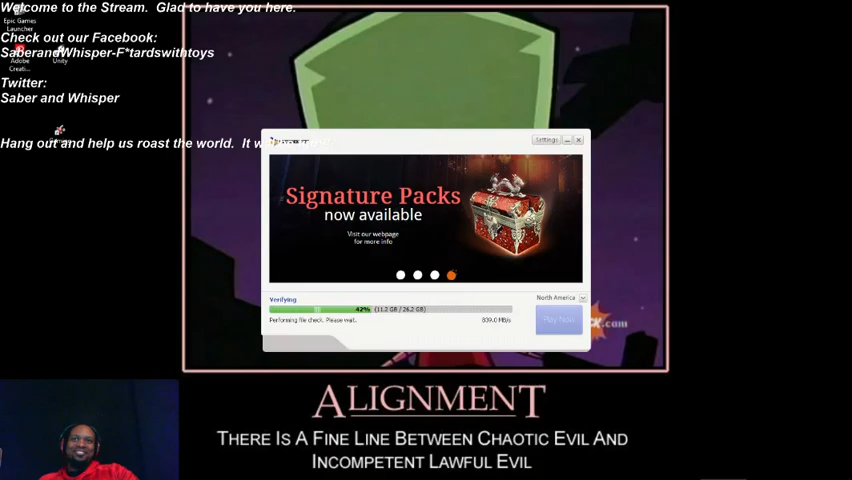 Welcome to the Stream. Glad to have you here.
Epic Games
Launcher
Check out our Facebook:
SaberandWhisper-F*tardswithtoys
Adobe
Creati...
Unity
Twitter:
Saber and Whisper
Hang out and help us roast the world. It w
Settings
Signature Packs
now available
Visit our webpage
for more info
Verifying
North America
42% (11.2 GB / 26.2 GB)
Performing file check. Please wait.
809.0 MB/s
Play Now
.com
ALIGNMENT
THERE IS A FINE LINE BETWEEN CHAOTIC EVIL AND
INCOMPETENT LAWFUL EVIL